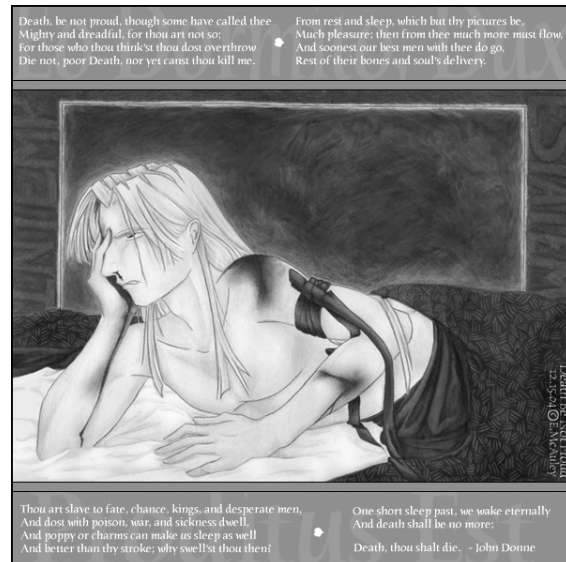 Death, be not proud, though some have called thee
Mighty and dreadful, for thou art not so;
For those who thou think'st thou dost overthrow
Die not, poor Death, nor yet canst thou kill me.
From rest and sleep, which but thy pictures be,
Much pleasure; then from thee much more must flow,
And soonest our best men with thee do go,
Rest of their bones and soul's delivery.
12.15.04 © E.McAuley
Thou art slave to fate, chance, kings, and desperate men,
And dost with poison, war, and sickness dwell,
And poppy or charms can make us sleep as well
And better than thy stroke; why swell'st thou then?
One short sleep past, we wake eternally
And death shall be no more;
Death, thou shalt die. - John Donne
Proditus Est